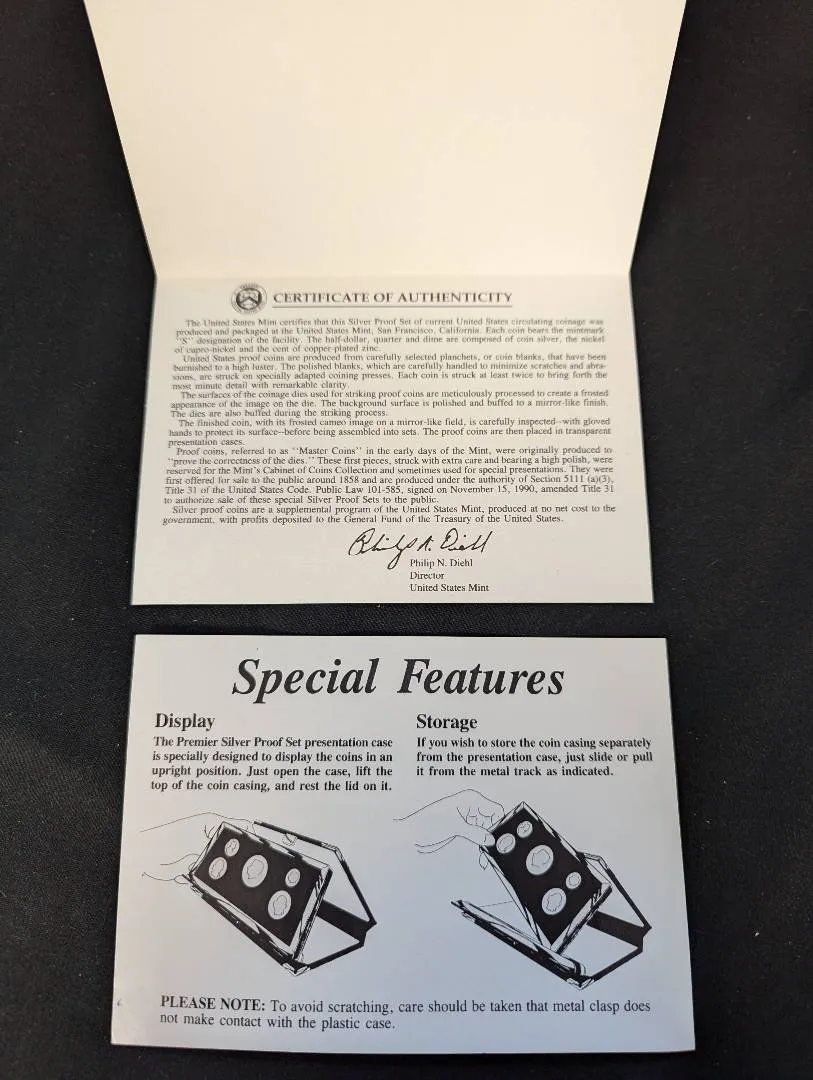 CERTIFICATE OF AUTHENTICITY
The United States Mint certifies that this Silver Proof Set of current United States circulating coinage was
produced and packaged at the United States Mint, San Francisco, California. Each coin bears the mintmark
"S" designation of the facility. The half-dollar, quarter and dime are composed of coin silver, the nickel
of cupro-nickel and the cent of copper-plated zinc.
United States proof coins are produced from carefully selected planchets, or coin blanks, that have been
burnished to a high luster. The polished blanks, which are carefully handled to minimize scratches and abra-
sions, are struck on specially adapted coining presses. Each coin is struck at least twice to bring forth the
most minute detail with remarkable clarity.
The surfaces of the coinage dies used for striking proof coins are meticulously processed to create a frosted
appearance of the image on the die. The background surface is polished and buffed to a mirror-like finish.
The dies are also buffed during the striking process.
The finished coin, with its frosted cameo image on a mirror-like field, is carefully inspected--with gloved
hands to protect its surface--before being assembled into sets. The proof coins are then placed in transparent
presentation cases.
Proof coins, referred to as "Master Coins" in the early days of the Mint, were originally produced to
"prove the correctness of the dies." These first pieces, struck with extra care and bearing a high polish, were
reserved for the Mint's Cabinet of Coins Collection and sometimes used for special presentations. They were
first offered for sale to the public around 1858 and are produced under the authority of Section 5111 (a)(3),
Title 31 of the United States Code. Public Law 101-585, signed on November 15, 1990, amended Title 31
to authorize sale of these special Silver Proof Sets to the public.
Silver proof coins are a supplemental program of the United States Mint, produced at no net cost to the
government, with profits deposited to the General Fund of the Treasury of the United States.
Philip N. Diehl
Philip N. Diehl
Director
United States Mint
Special Features
Display
The Premier Silver Proof Set presentation case
is specially designed to display the coins in an
upright position. Just open the case, lift the
top of the coin casing, and rest the lid on it.
Storage
If you wish to store the coin casing separately
from the presentation case, just slide or pull
it from the metal track as indicated.
PLEASE NOTE: To avoid scratching, care should be taken that metal clasp does
not make contact with the plastic case.